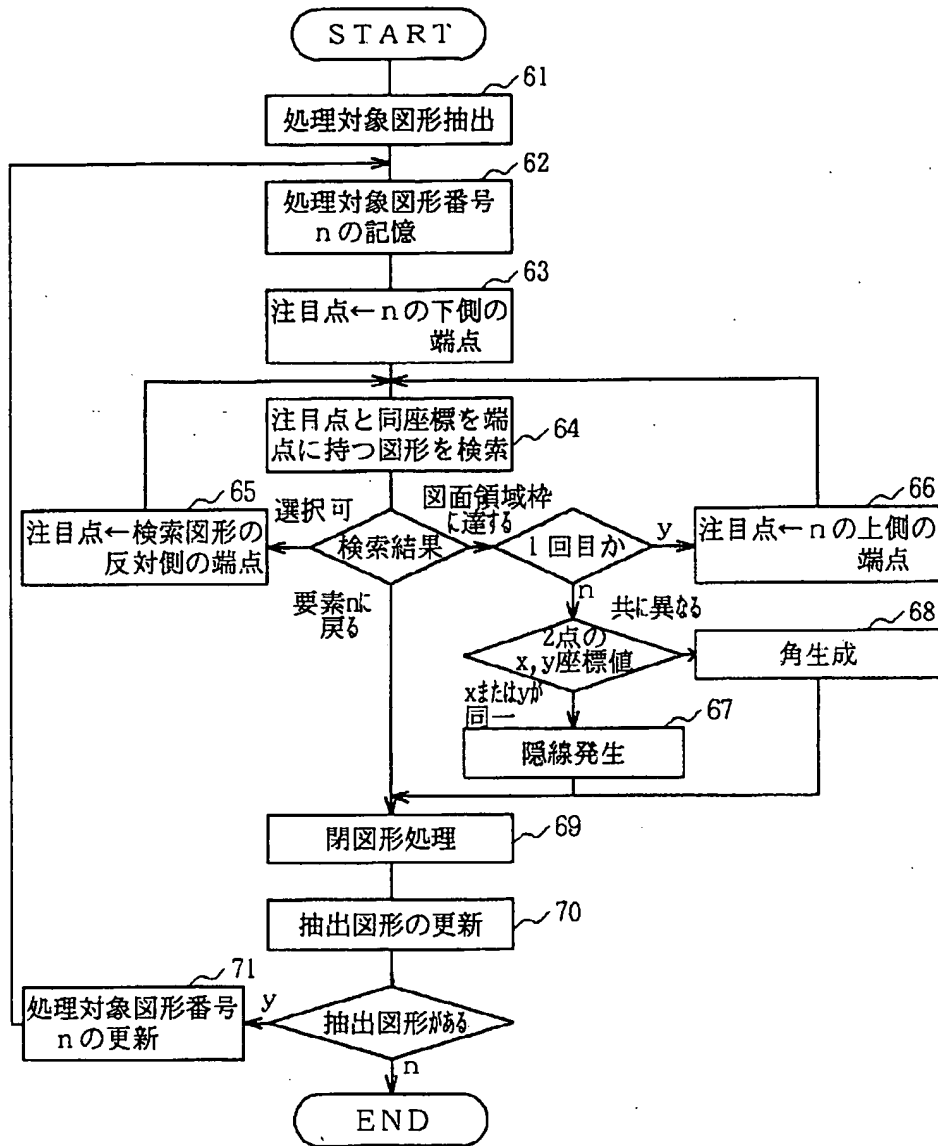 START
61
処理対象図形抽出
62
処理対象図形番号
nの記憶
63
注目点←nの下側の
端点
注目点と同座標を端
点に持つ図形を検索
64
65
選択可
図面領域枠
に達する
66
注目点←検索図形の
反対側の端点
検索結果
1回目か
y
注目点←nの上側の
端点
要素nに
戻る
n
共に異なる
68
2点の
x,y座標値
角生成
xまたはyが
同一
67
隠線発生
閉図形処理
69
抽出図形の更新
70
71
処理対象図形番号
nの更新
y
抽出図形がある
n
END